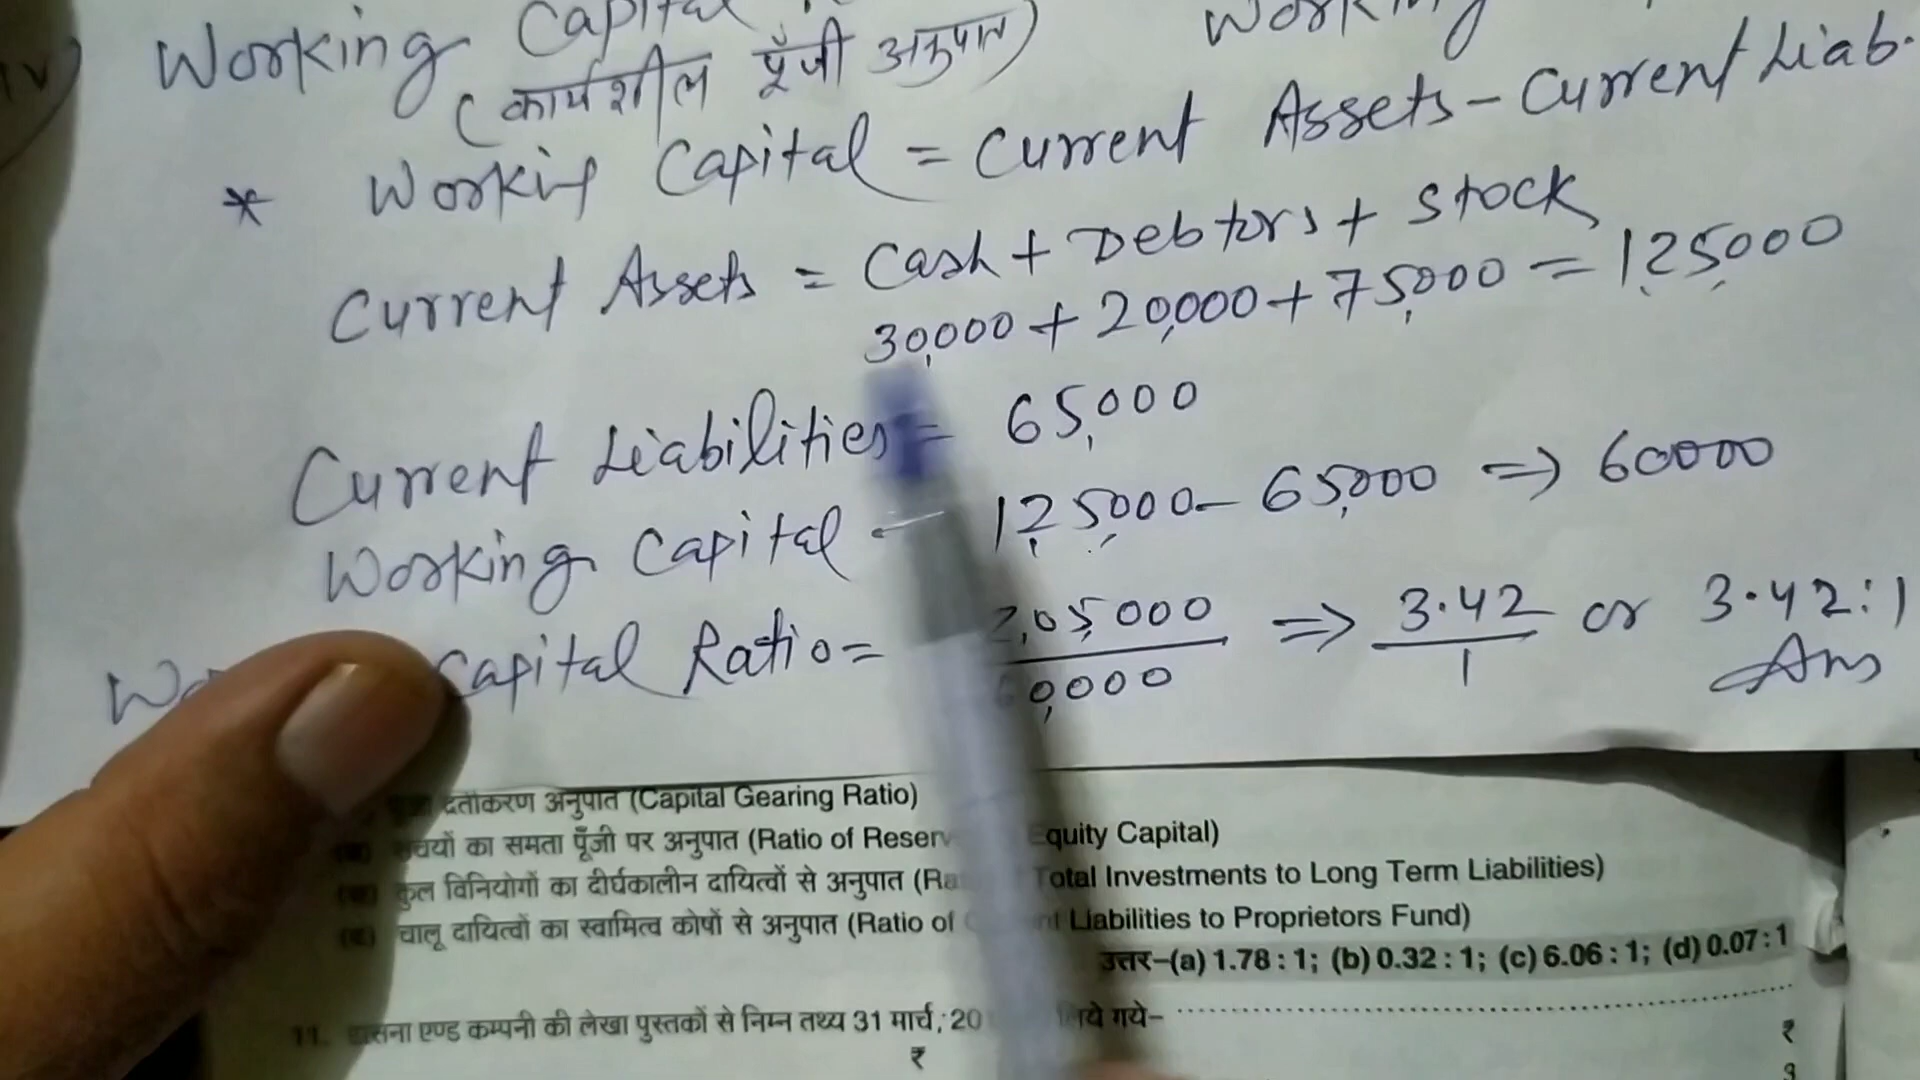 Working Capital
Working
(कार्यशील पूँजी अनुपात)
* Working Capital = Current Assets - Current Liab.
Current Assets = Cash + Debtors + Stock
30,000 + 20,000 + 75,000 = 1,25,000
Current Liabilities = 65,000
Working Capital = 1,25,000 - 65,000 ⇒ 60000
Capital Ratio = 2,05,000 / 60,000 ⇒ 3.42 / 1 or 3.42:1
Ans
अनुपात (Capital Gearing Ratio)
का समता पूँजी पर अनुपात (Ratio of Equity Capital)
कुल विनियोगों का दीर्घकालीन दायित्वों से अनुपात ( Total Investments to Long Term Liabilities)
चालू दायित्वों का स्वामित्व कोषों से अनुपात (Ratio of Liabilities to Proprietors Fund)
उत्तर–(a) 1.78 : 1; (b) 0.32 : 1; (c) 6.06 : 1; (d) 0.07 : 1
11. एण्ड कम्पनी की लेखा पुस्तकों से निम्न तथ्य 31 मार्च, 20 लिये गये–
₹ ₹